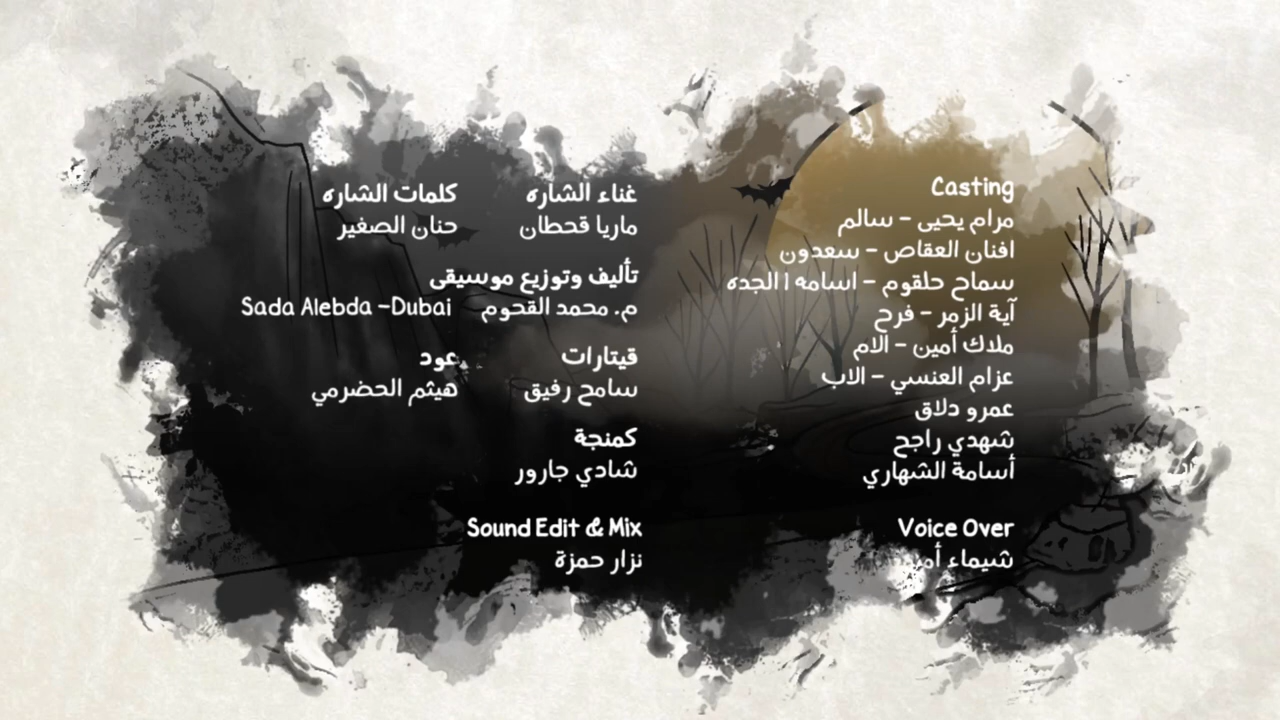 Casting
مرام يحيى - سالم
افنان العقاص - سعدون
سماح حلقوم - اسامه | الجده
آية الزمر - فرح
ملاك أمين - الام
عزام العنسي - الاب
عمرو دلاق
شهدي راجح
أسامة الشهاري
Voice Over
شيماء
غناء الشاره
ماريا قحطان
كلمات الشاره
حنان الصغير
تأليف وتوزيع موسيقى
م. محمد القحوم Sada Alebda -Dubai
قيتارات
سامح رفيق
عود
هيثم الحضرمي
كمنجة
شادي جارور
Sound Edit & Mix
نزار حمزة